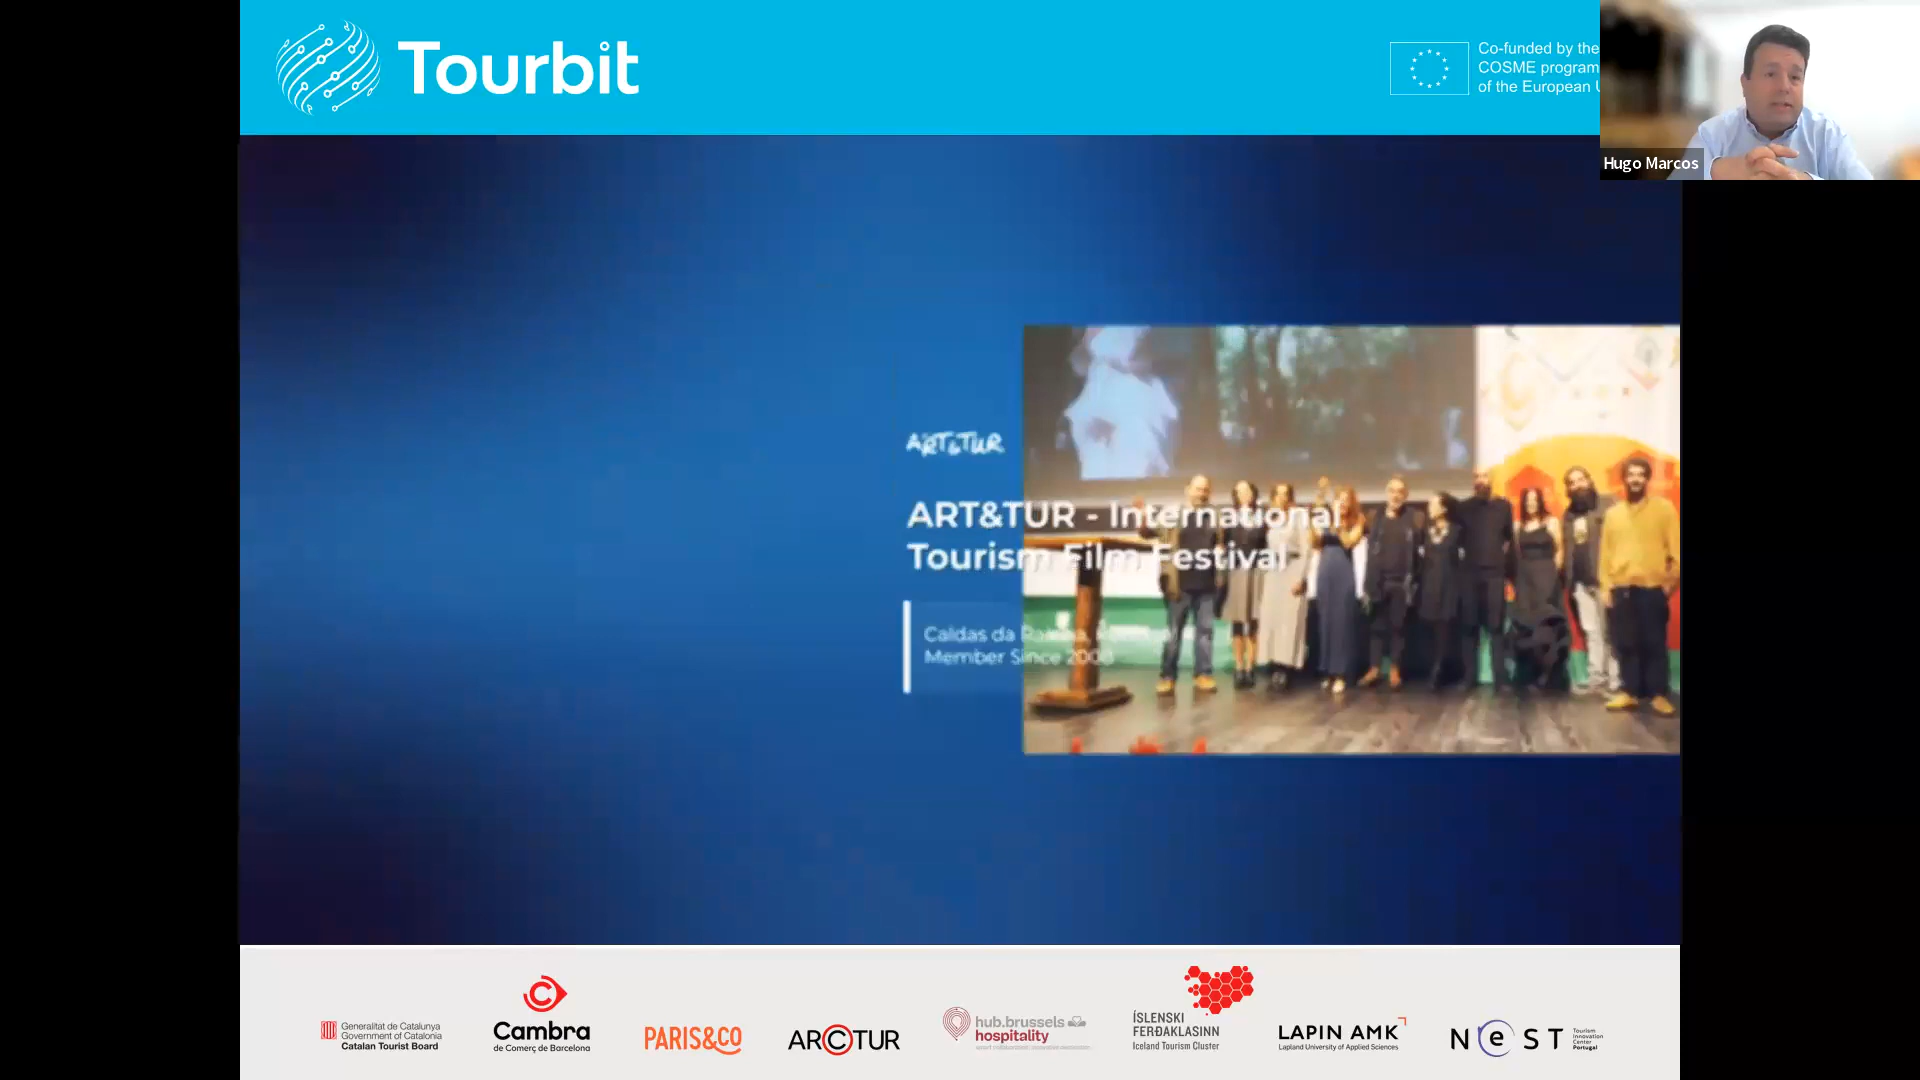 Tourbit
Co-funded by the
COSME program
of the European
Hugo Marcos
ART&TUR
ART&TUR - International
Tourism Film Festival
Caldas da
Member Since
Generalitat de Catalunya
Government of Catalonia
Catalan Tourist Board
Cambra
de Comerç de Barcelona
PARIS&CO
ARCTUR
hub.brussels
hospitality
ÍSLENSKI
FERÐAKLASINN
Iceland Tourism Cluster
LAPIN AMK
Lapland University of Applied Sciences
NeST
Tourism
Innovation
Center
Portugal